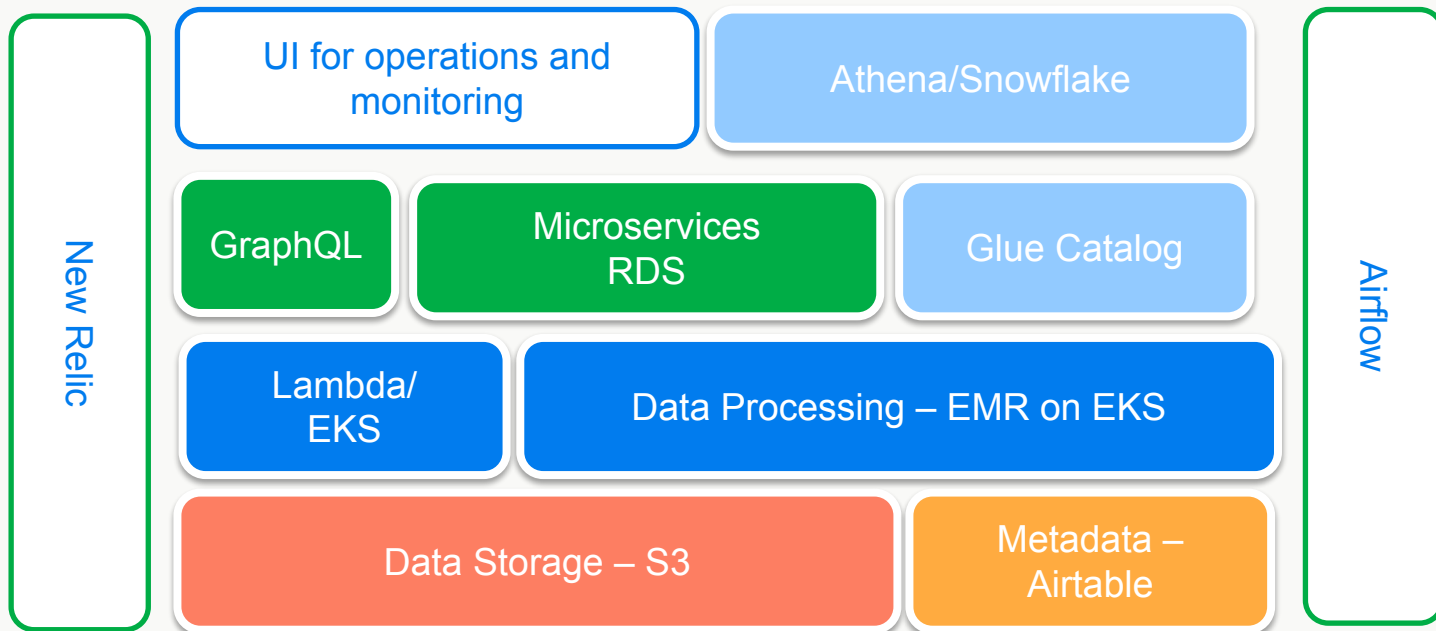 New Relic
UI for operations and
monitoring
Athena/Snowflake
GraphQL
Microservices
RDS
Glue Catalog
Lambda/
EKS
Data Processing – EMR on EKS
Data Storage – S3
Metadata –
Airtable
Airflow